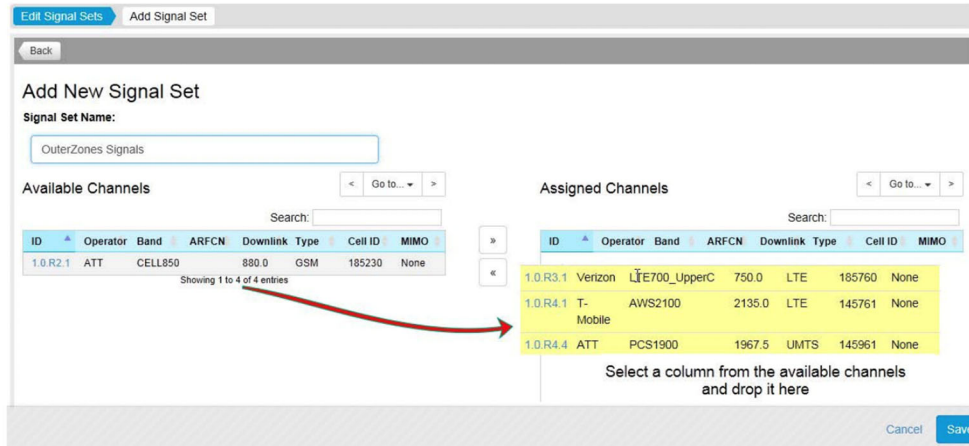 Edit Signal Sets Add Signal Set
Back
Add New Signal Set
Signal Set Name:
OuterZones Signals
Available Channels < Go to... >
Search:
ID Operator Band ARFCN Downlink Type Cell ID MIMO
1.0.R2.1 ATT CELL850 880.0 GSM 185230 None
Showing 1 to 4 of 4 entries
»
«
Assigned Channels < Go to... >
Search:
ID Operator Band ARFCN Downlink Type Cell ID MIMO
1.0.R3.1 Verizon LTE700_UpperC 750.0 LTE 185760 None
1.0.R4.1 T- AWS2100 2135.0 LTE 145761 None
Mobile
1.0.R4.4 ATT PCS1900 1967.5 UMTS 145961 None
Select a column from the available channels
and drop it here
Cancel Save